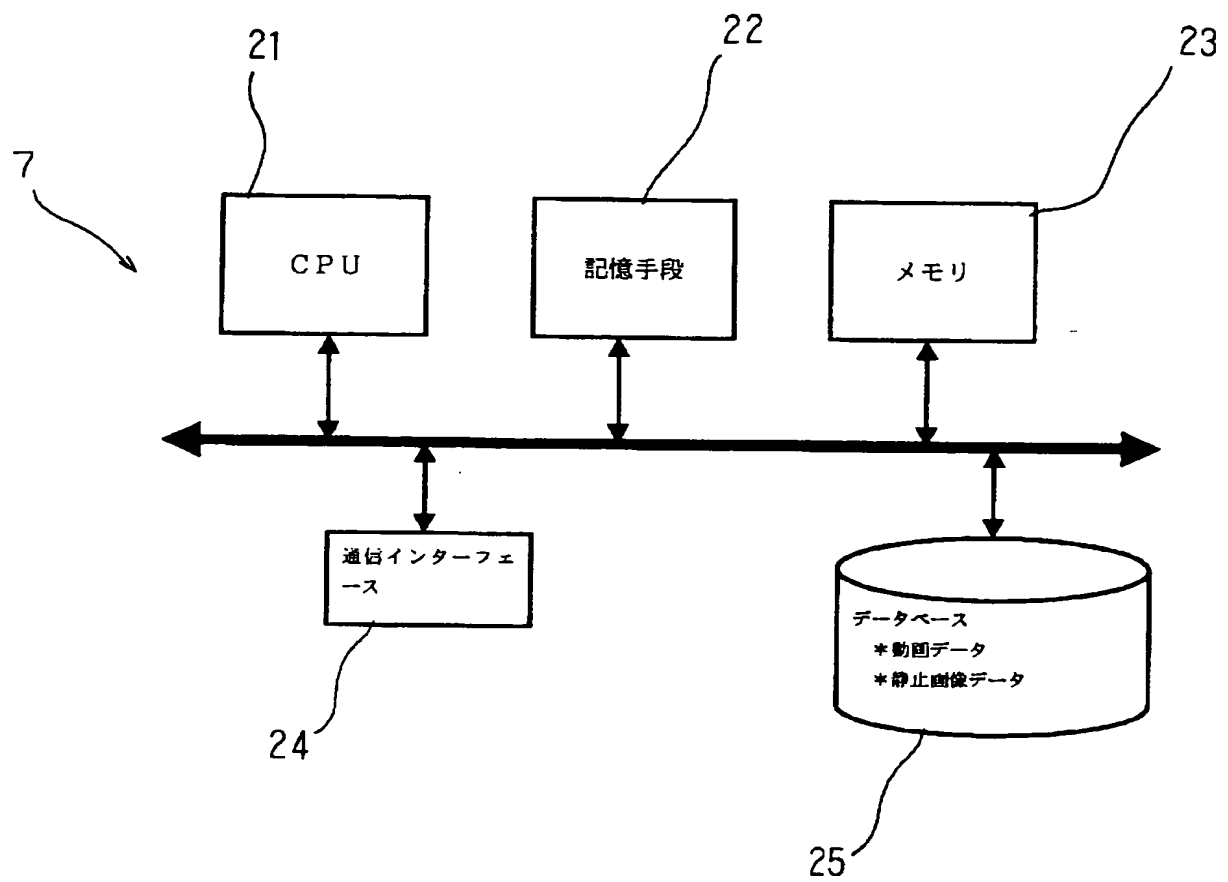 21
22
23
7
CPU
記憶手段
メモリ
通信インターフェ
ース
データベース
*動画データ
*静止画像データ
24
25